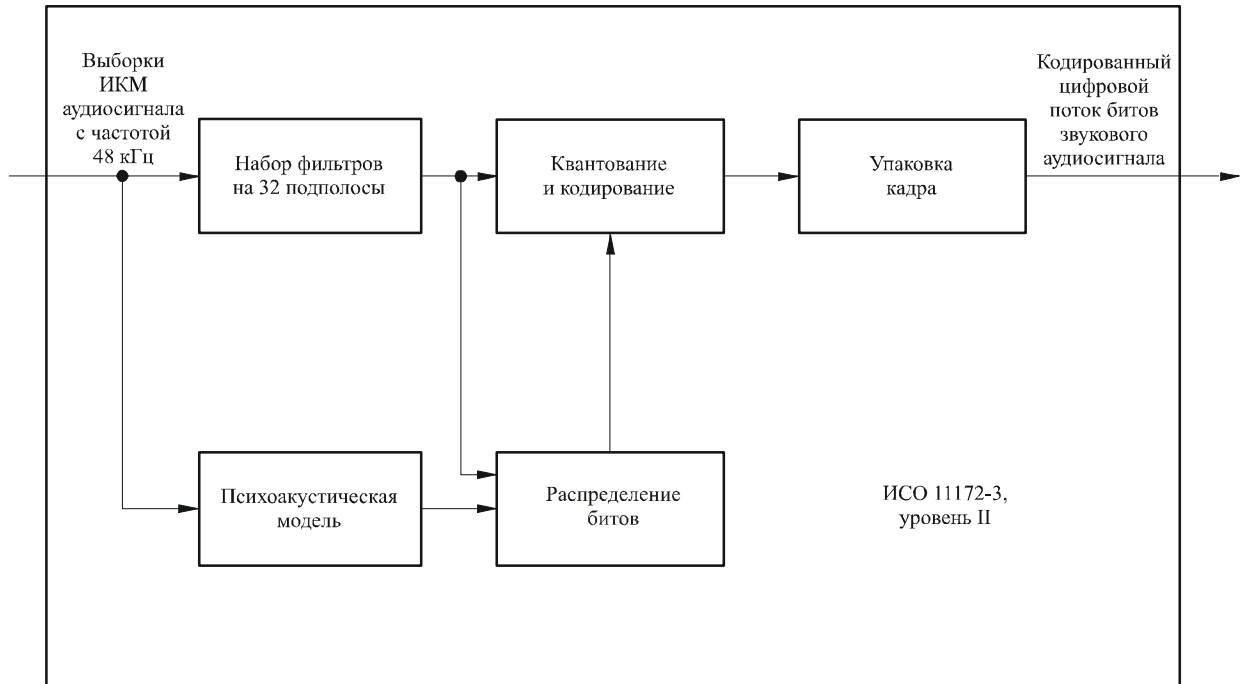 Выборки
ИКМ
аудиосигнала
с частотой
48 кГц
Набор фильтров
на 32 подполосы
Квантование
и кодирование
Упаковка
кадра
Кодированный
цифровой
поток битов
звукового
аудиосигнала
Психоакустическая
модель
Распределение
битов
ИСО 11172-3,
уровень II